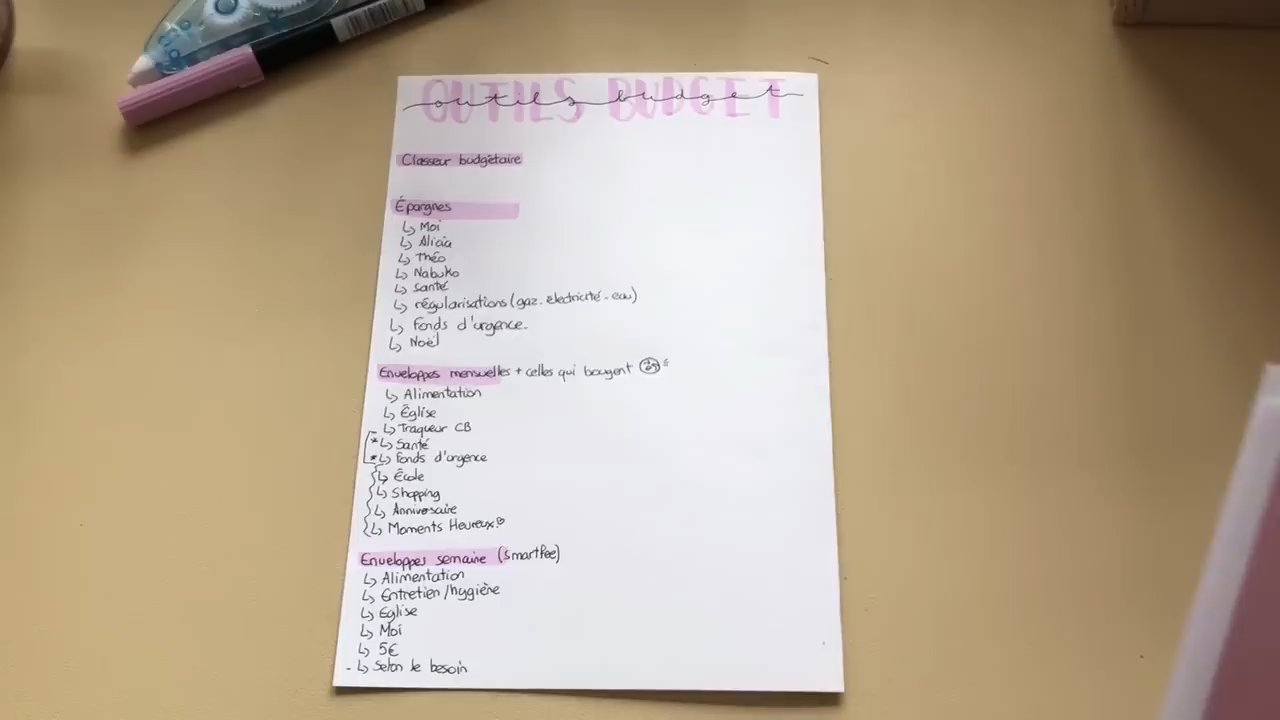 OUTILS BUDGET
outils budget
Classeur budgétaire
Épargnes
↳ Moi
↳ Alicia
↳ Théo
↳ Nabuko
↳ Santé
↳ régularisations (gaz - électricité - eau)
↳ Fonds d'urgence.
↳ Noël
Enveloppes mensuelles + celles qui bougent
↳ Alimentation
↳ Église
↳ Traqueur CB
* ↳ Santé
* ↳ Fonds d'urgence
↳ École
↳ Shopping
↳ Anniversaire
↳ Moments Heureux ♡
Enveloppes semaine (smartfee)
↳ Alimentation
↳ Entretien / hygiène
↳ Eglise
↳ Moi
↳ 5€
- ↳ Selon le besoin